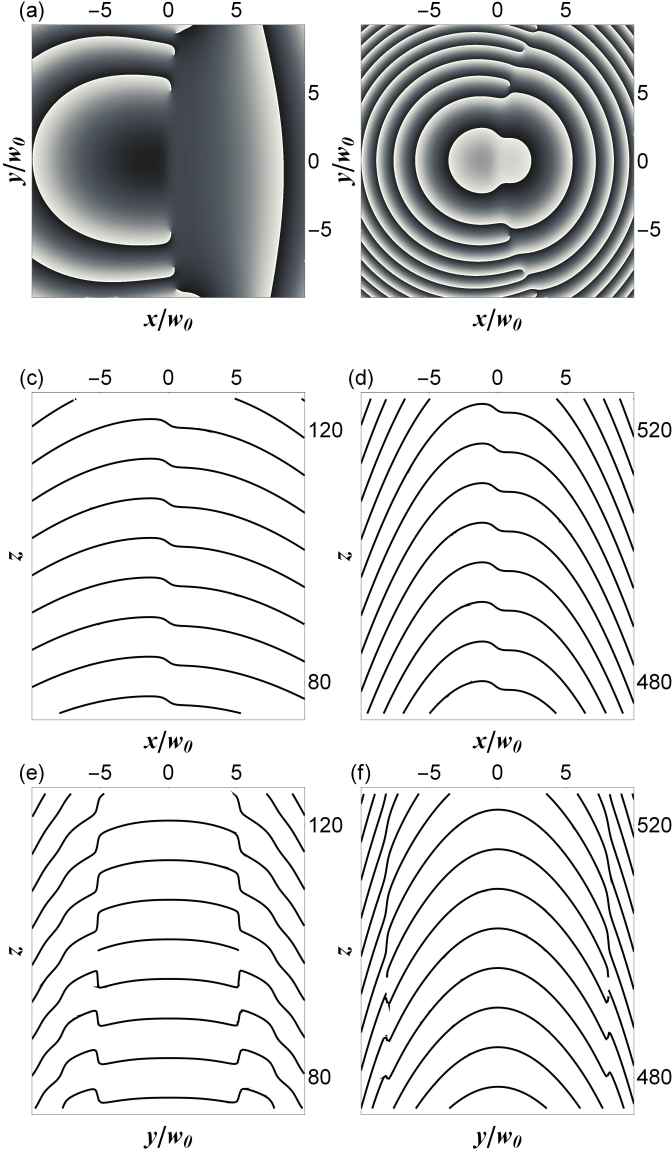 (a) −5 0 5 −5 0 5
5 5
y/w0 0 y/w0 0
−5 −5
x/w0 x/w0
(c) −5 0 5 (d) −5 0 5
120 520
z z
80 480
x/w0 x/w0
(e) −5 0 5 (f) −5 0 5
120 520
z z
80 480
y/w0 y/w0